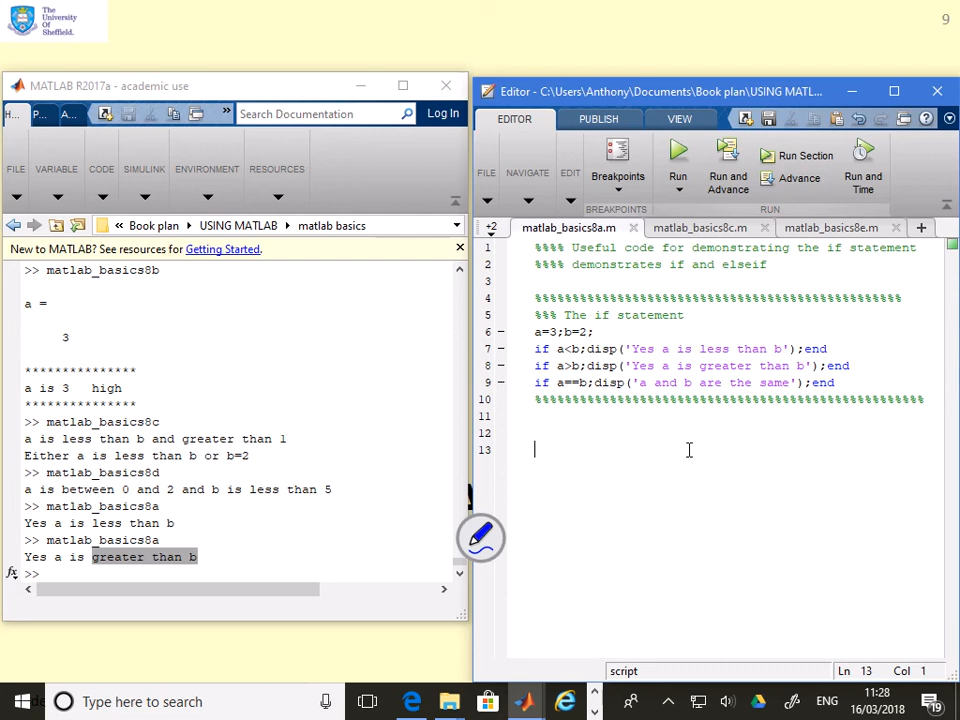 The
University
Of
Sheffield.
9
MATLAB R2017a - academic use
H...
P...
A...
Search Documentation
Log In
FILE
VARIABLE
CODE
SIMULINK
ENVIRONMENT
RESOURCES
« Book plan ▸ USING MATLAB ▸ matlab basics
New to MATLAB? See resources for Getting Started.
>> matlab_basics8b
a =
3
***************
a is 3   high
***************
>> matlab_basics8c
a is less than b and greater than 1
Either a is less than b or b=2
>> matlab_basics8d
a is between 0 and 2 and b is less than 5
>> matlab_basics8a
Yes a is less than b
>> matlab_basics8a
Yes a is greater than b
fx >>
Editor - C:\Users\Anthony\Documents\Book plan\USING MATL...
EDITOR
PUBLISH
VIEW
FILE
NAVIGATE
EDIT
Breakpoints
Run
Run and
Advance
Run Section
Advance
Run and
Time
BREAKPOINTS
RUN
+2
matlab_basics8a.m
matlab_basics8c.m
matlab_basics8e.m
1 %%%% Useful code for demonstrating the if statement
2 %%%% demonstrates if and elseif
3
4 %%%%%%%%%%%%%%%%%%%%%%%%%%%%%%%%%%%%%%%%%%%%%%%%%
5 %%% The if statement
6 – a=3;b=2;
7 – if a<b;disp('Yes a is less than b');end
8 – if a>b;disp('Yes a is greater than b');end
9 – if a==b;disp('a and b are the same');end
10 %%%%%%%%%%%%%%%%%%%%%%%%%%%%%%%%%%%%%%%%%%%%%%%%%%%%
11
12
13
script
Ln 13 Col 1
Type here to search
ENG
11:28
16/03/2018
19